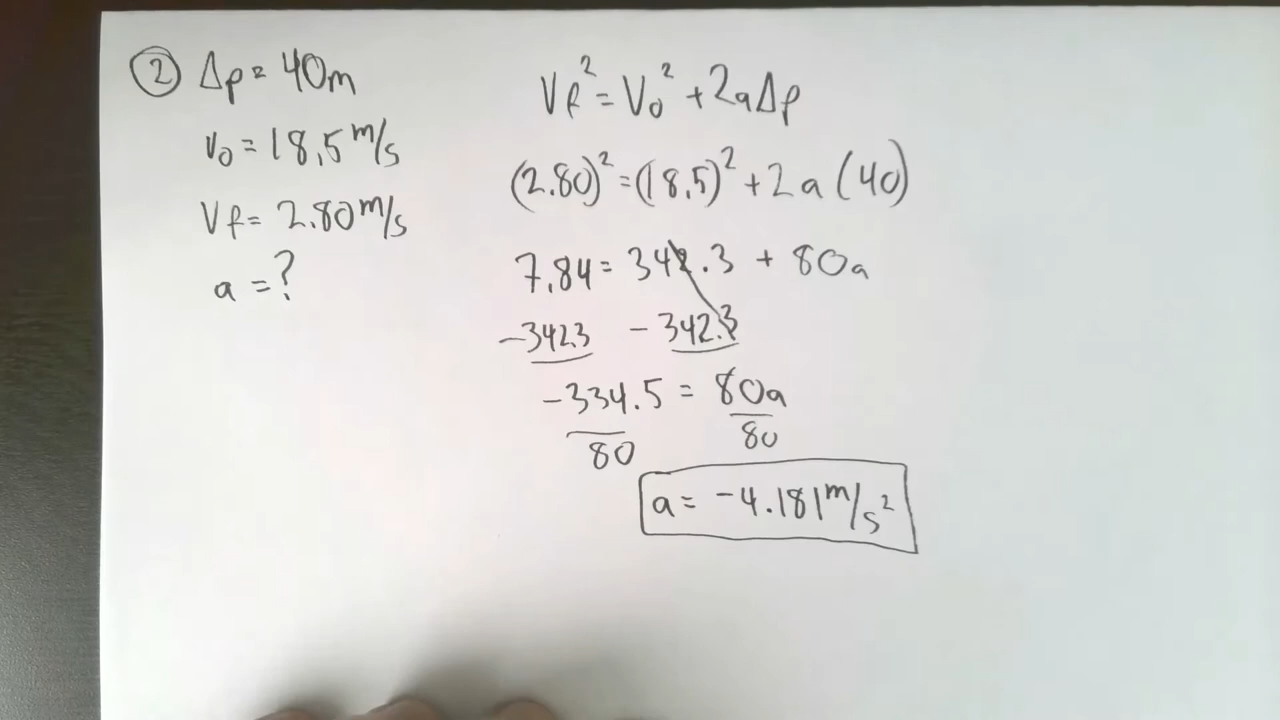 ② Δp = 40m
v₀ = 18.5 m/s
Vf = 2.80 m/s
a = ?
Vf² = V₀² + 2aΔp
(2.80)² = (18.5)² + 2a(40)
7.84 = 342.3 + 80a
-342.3 - 342.3
-334.5 = 80a
80 80
a = -4.181 m/s²